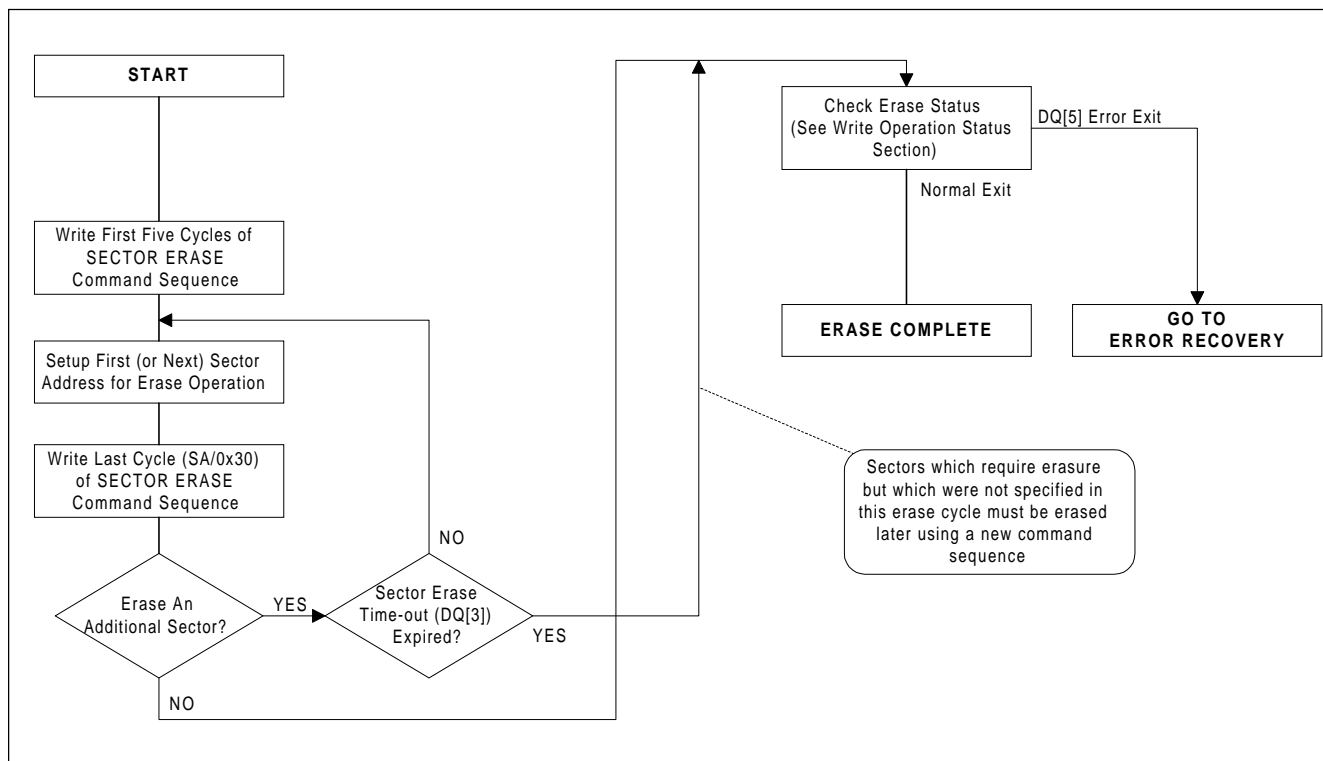 START
Write First Five Cycles of
SECTOR ERASE
Command Sequence
Setup First (or Next) Sector
Address for Erase Operation
Write Last Cycle (SA/0x30)
of SECTOR ERASE
Command Sequence
Erase An
Additional Sector?
YES
NO
Sector Erase
Time-out (DQ[3])
Expired?
NO
YES
Check Erase Status
(See Write Operation Status
Section)
DQ[5] Error Exit
Normal Exit
ERASE COMPLETE
GO TO
ERROR RECOVERY
Sectors which require erasure
but which were not specified in
this erase cycle must be erased
later using a new command
sequence